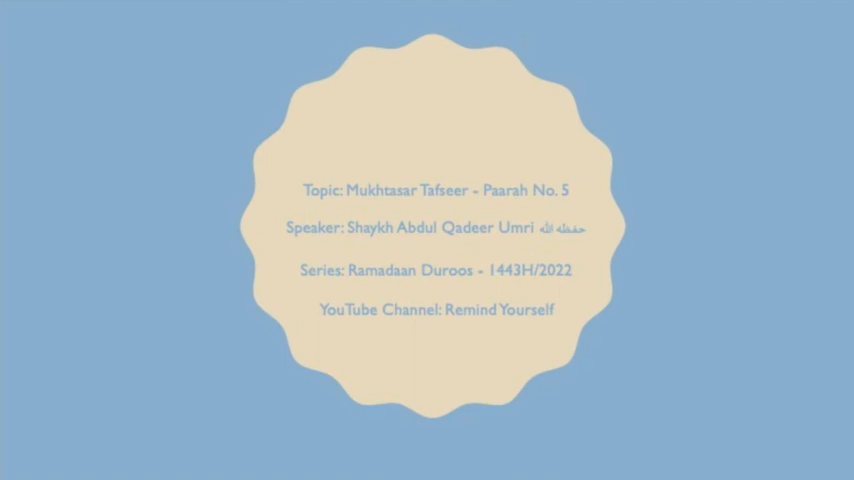 Topic: Mukhtasar Tafseer - Paarah No. 5
Speaker: Shaykh Abdul Qadeer Umri حفظه الله
Series: Ramadaan Duroos - 1443H/2022
YouTube Channel: Remind Yourself